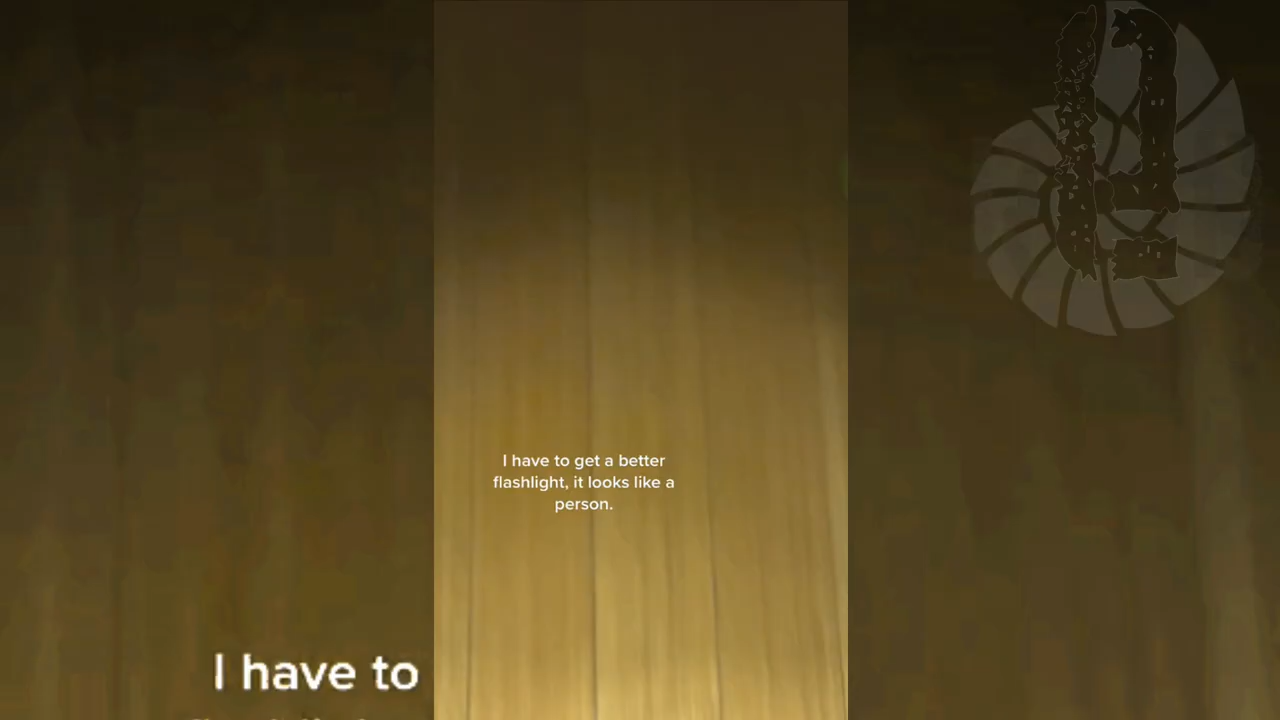 I have to get a better
flashlight, it looks like a
person.
I have to